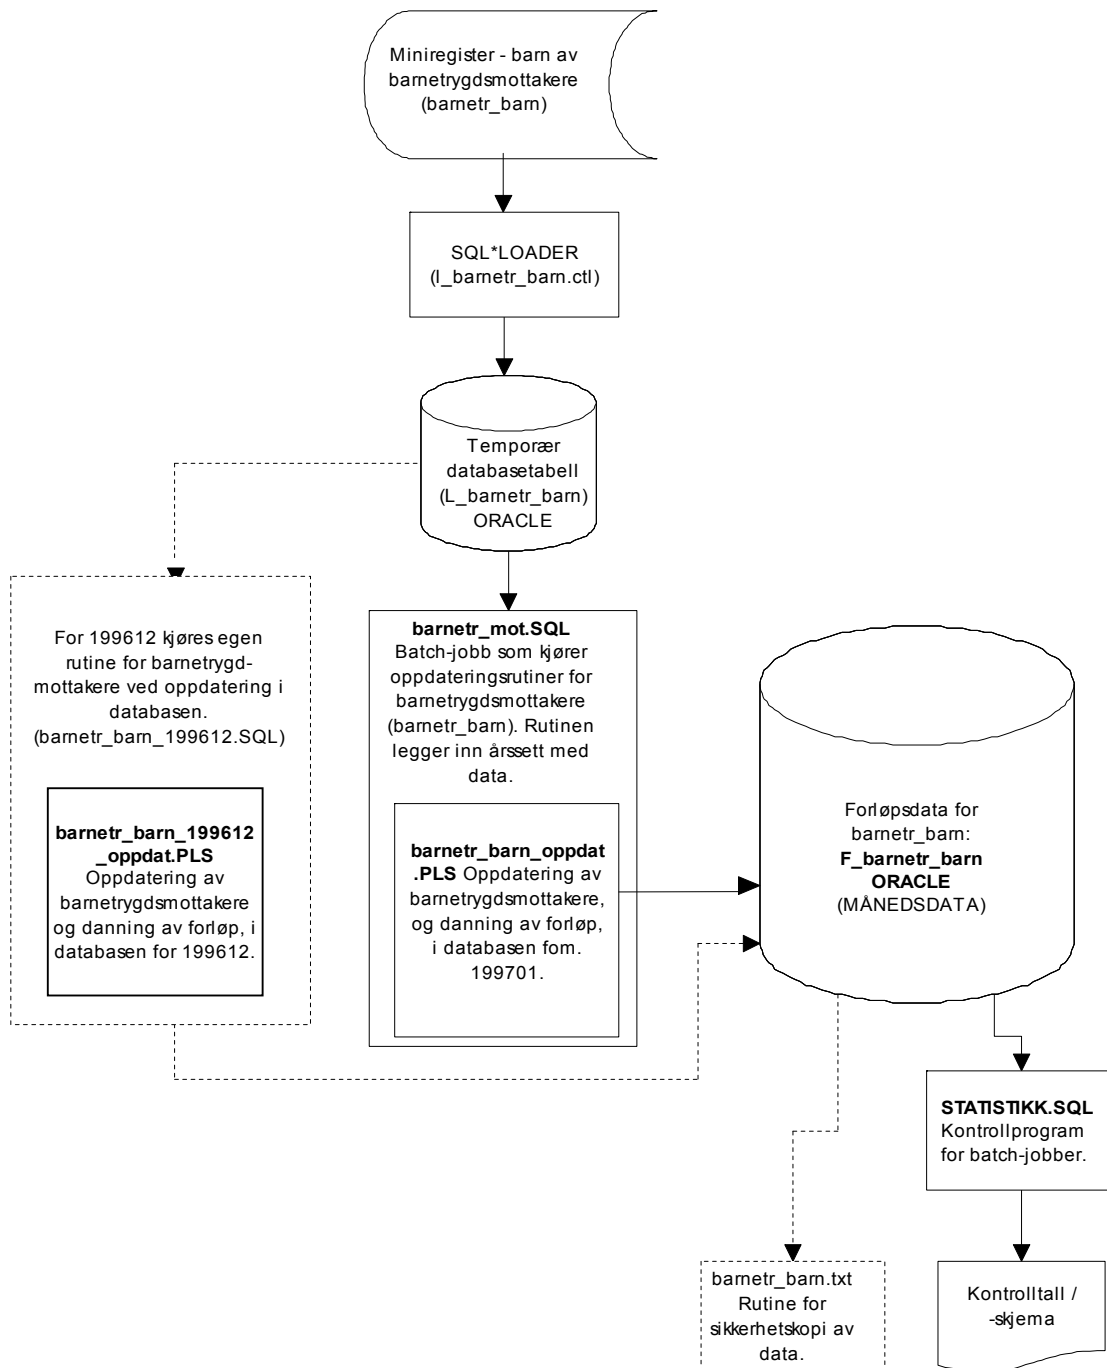 Miniregister - barn av
barnetrygdsmottakere
(barnetr_barn)
SQL*LOADER
(l_barnetr_barn.ctl)
Temporær
databasetabell
(L_barnetr_barn)
ORACLE
For 199612 kjøres egen
rutine for barnetrygd-
mottakere ved oppdatering i
databasen.
(barnetr_barn_199612.SQL)
barnetr_barn_199612
_oppdat.PLS
Oppdatering av
barnetrygdsmottakere
og danning av forløp, i
databasen for 199612.
barnetr_mot.SQL
Batch-jobb som kjører
oppdateringsrutiner for
barnetrygdsmottakere
(barnetr_barn). Rutinen
legger inn årssett med
data.
barnetr_barn_oppdat
.PLS Oppdatering av
barnetrygdsmottakere,
og danning av forløp,
i databasen fom.
199701.
Forløpsdata for
barnetr_barn:
F_barnetr_barn
ORACLE
(MÅNEDSDATA)
STATISTIKK.SQL
Kontrollprogram
for batch-jobber.
barnetr_barn.txt
Rutine for
sikkerhetskopi av
data.
Kontrolltall /
-skjema